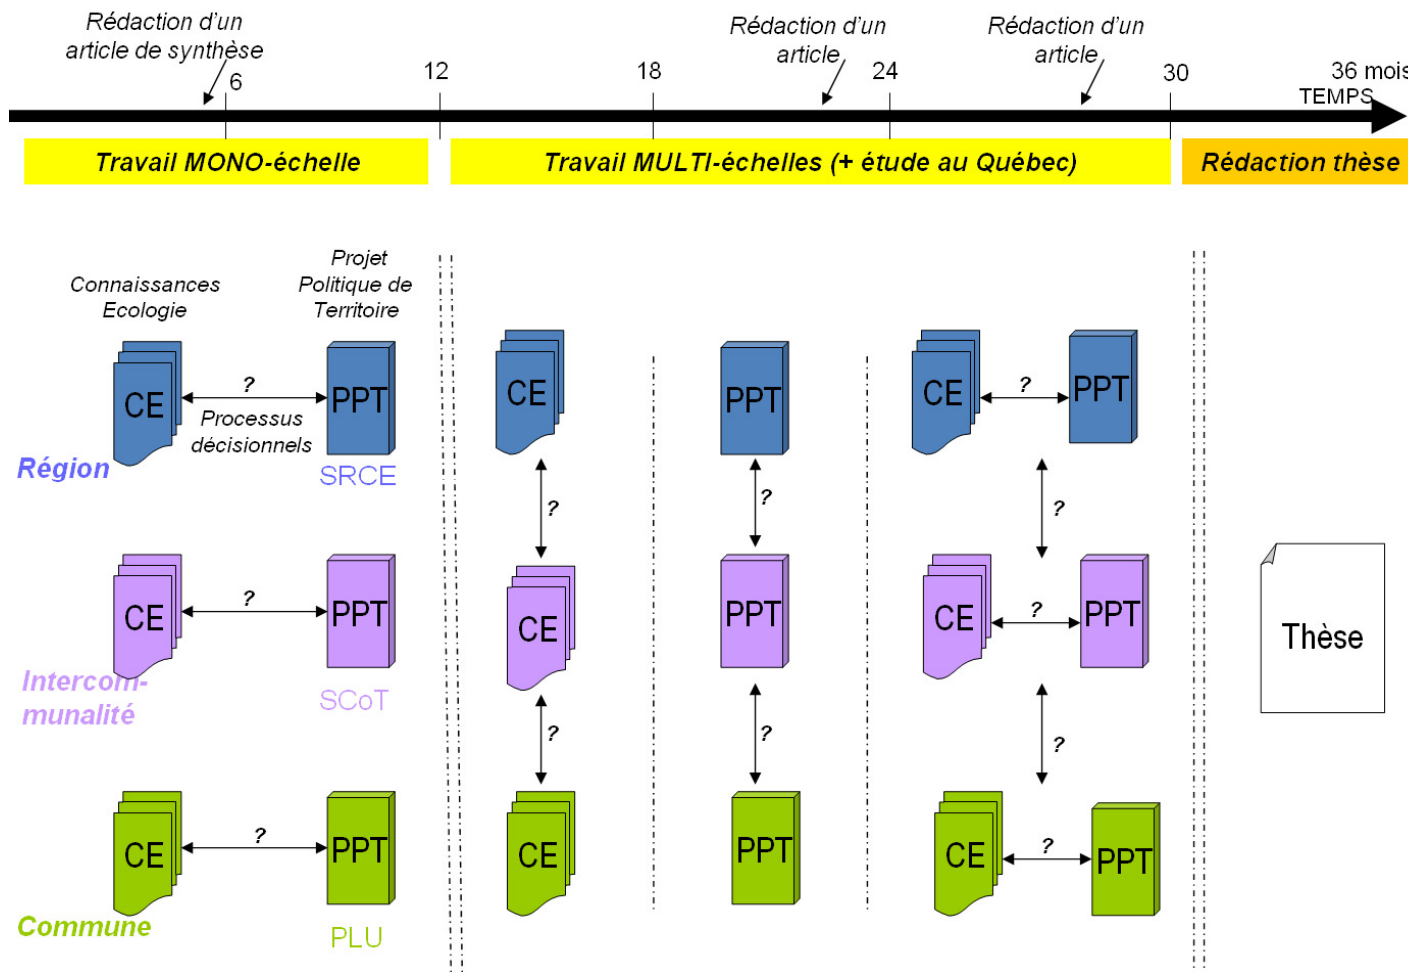 Rédaction d'un
article de synthèse
Rédaction d'un
article
Rédaction d'un
article
6
12
18
24
30
36 mois
TEMPS
Travail MONO-échelle
Travail MULTI-échelles (+ étude au Québec)
Rédaction thèse
Connaissances
Ecologie
Projet
Politique de
Territoire
CE
?
PPT
Processus
décisionnels
Région
SRCE
CE
PPT
CE
?
PPT
?
?
?
CE
?
PPT
Intercom-
munalité
SCoT
CE
PPT
CE
?
PPT
Thèse
?
?
?
CE
?
PPT
Commune
PLU
CE
PPT
CE
?
PPT